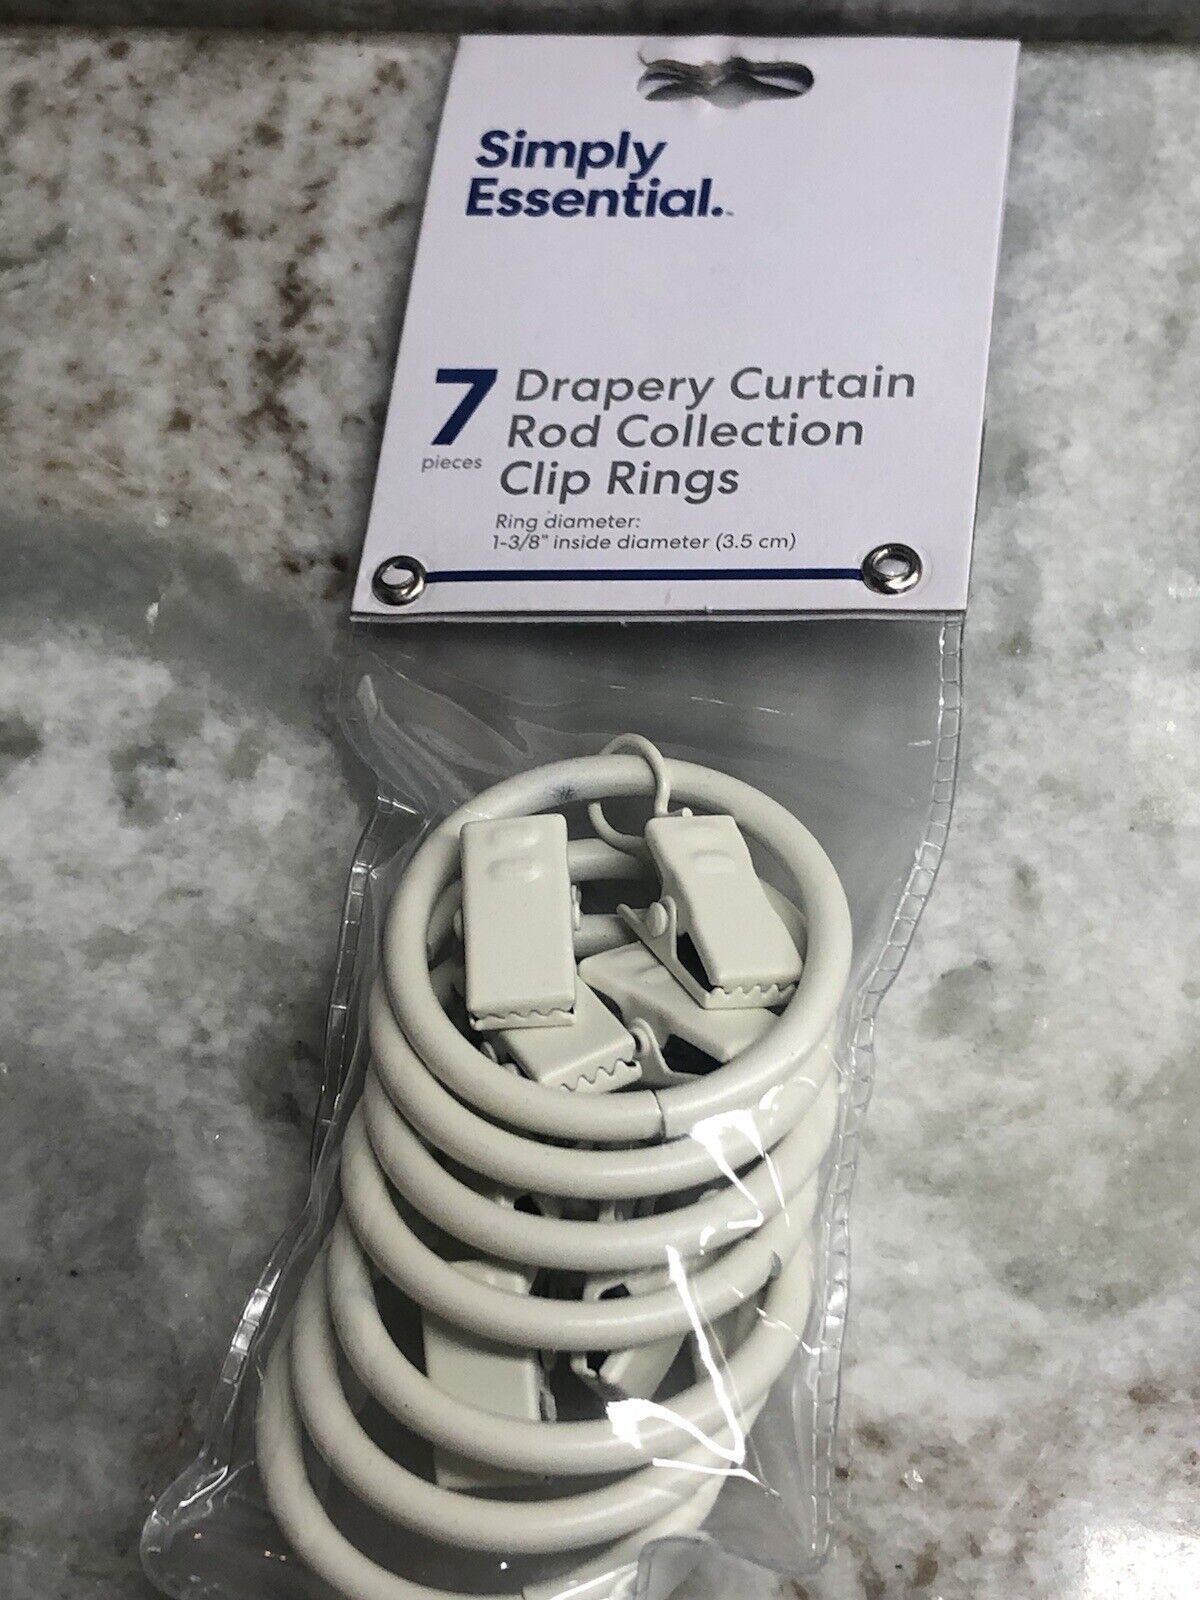 Simply
Essential.™
7 Drapery Curtain
pieces Rod Collection
Clip Rings
Ring diameter:
1-3/8" inside diameter (3.5 cm)